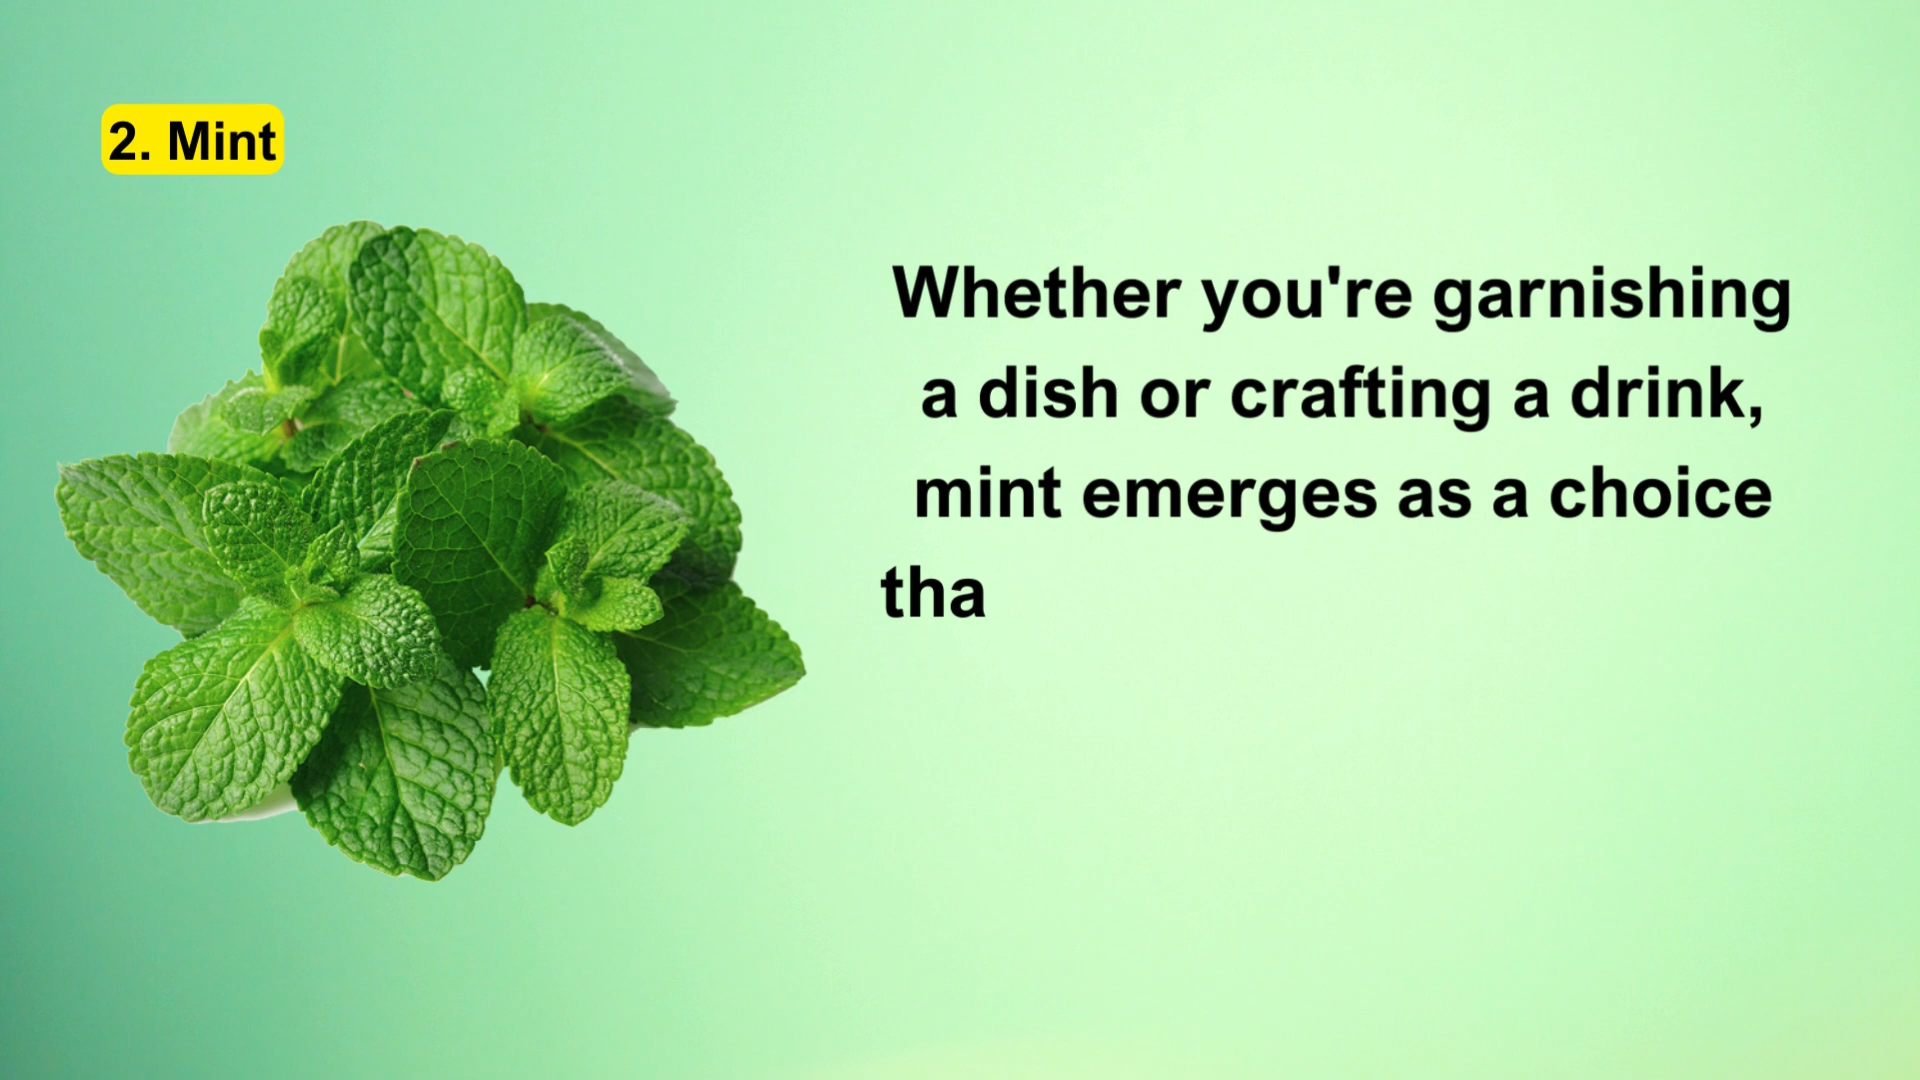 2. Mint
Whether you're garnishing
a dish or crafting a drink,
mint emerges as a choice
tha